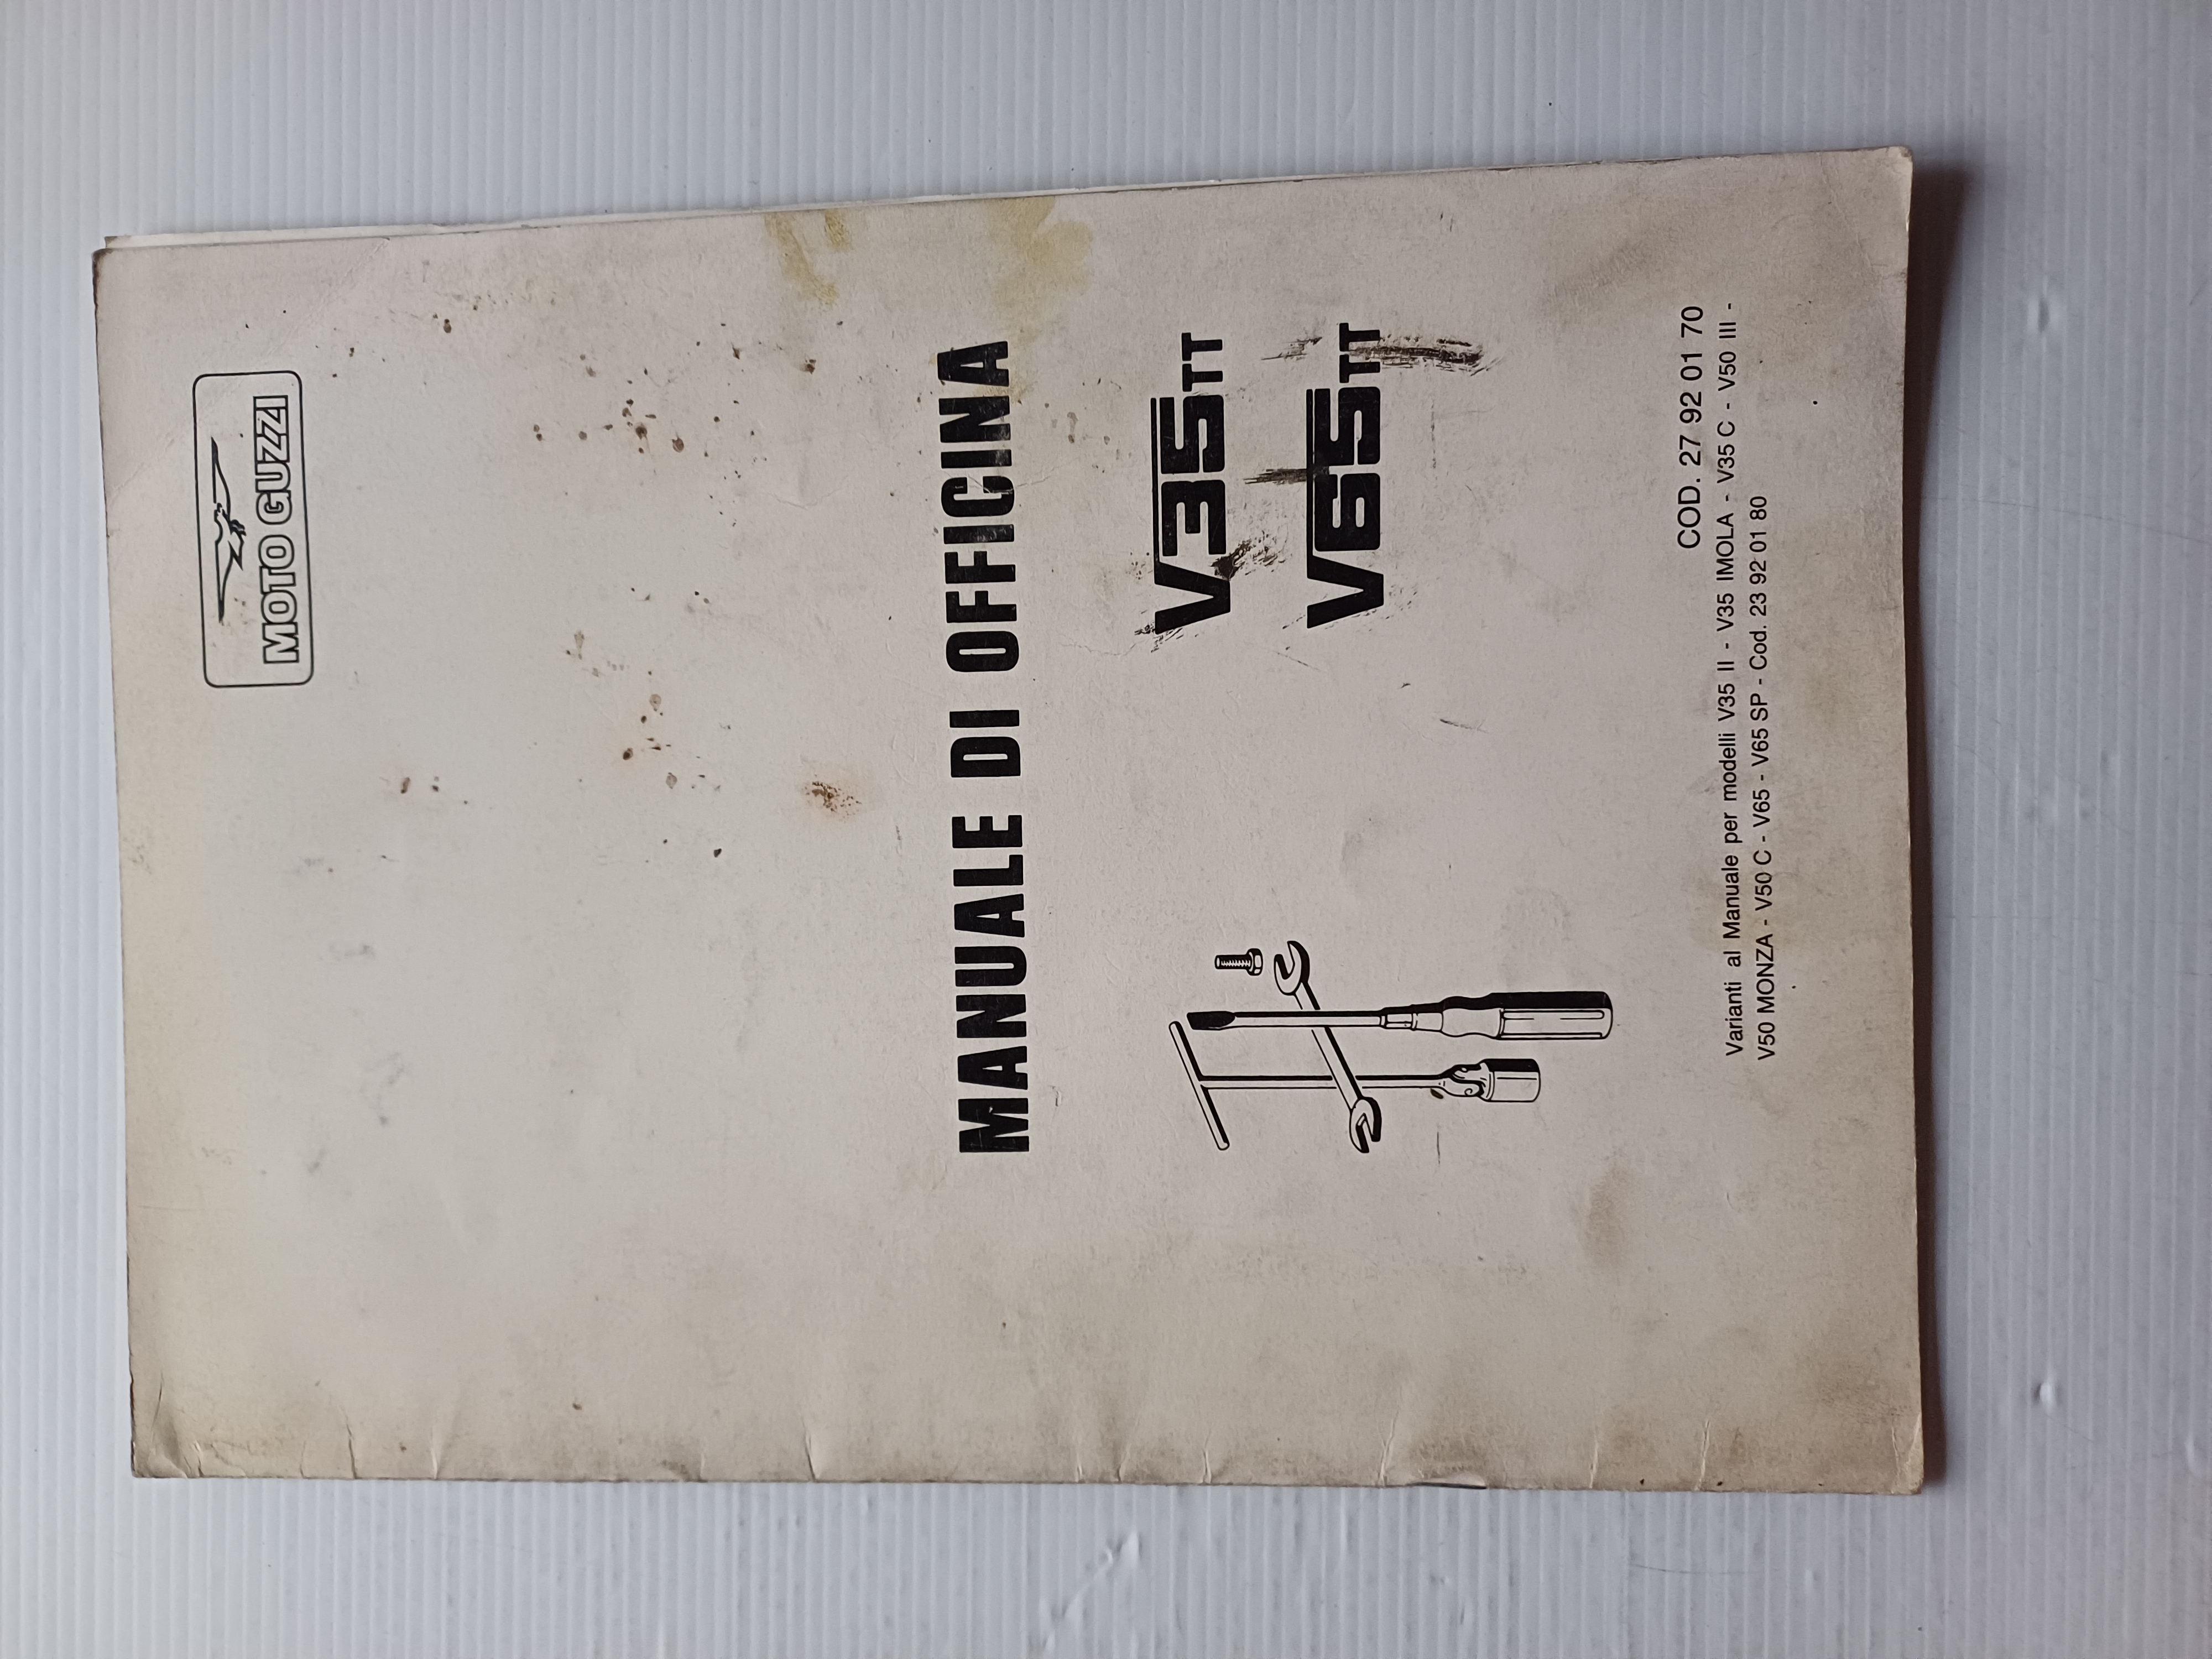 MOTO GUZZI
MANUALE DI OFFICINA
V35TT
V65TT
COD. 27 92 01 70
Varianti al Manuale per modelli V35 II - V35 IMOLA - V35 C - V50 III -
V50 MONZA - V50 C - V65 - V65 SP - Cod. 23 92 01 80